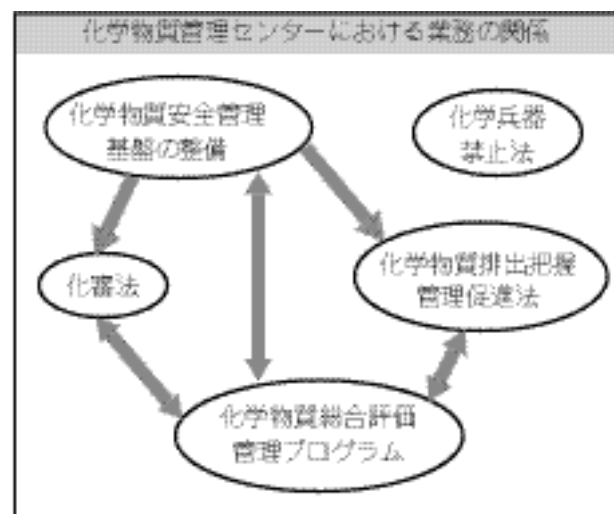 化学物質管理センターにおける業務の関係
化学物質安全管理
基盤の整備
化学兵器
禁止法
化審法
化学物質排出把握
管理促進法
化学物質総合評価
管理プログラム